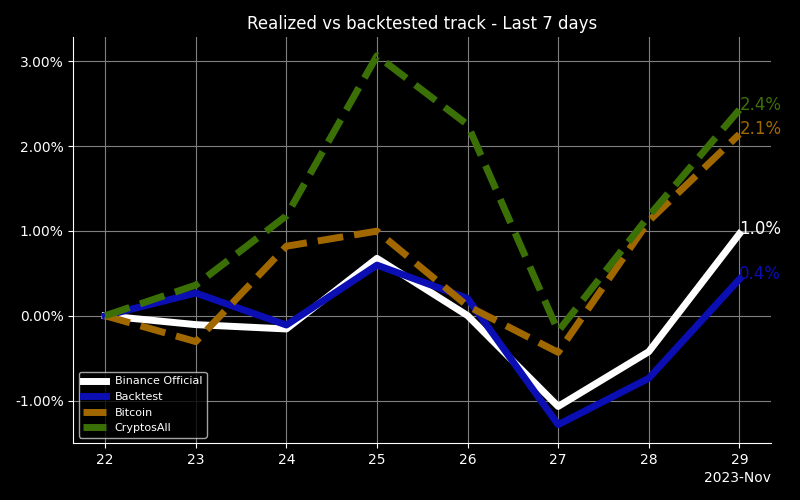 Realized vs backtested track - Last 7 days
3.00%
2.00%
1.00%
0.00%
-1.00%
2.4%
2.1%
1.0%
0.4%
Binance Official
Backtest
Bitcoin
CryptosAll
22 23 24 25 26 27 28 29
2023-Nov